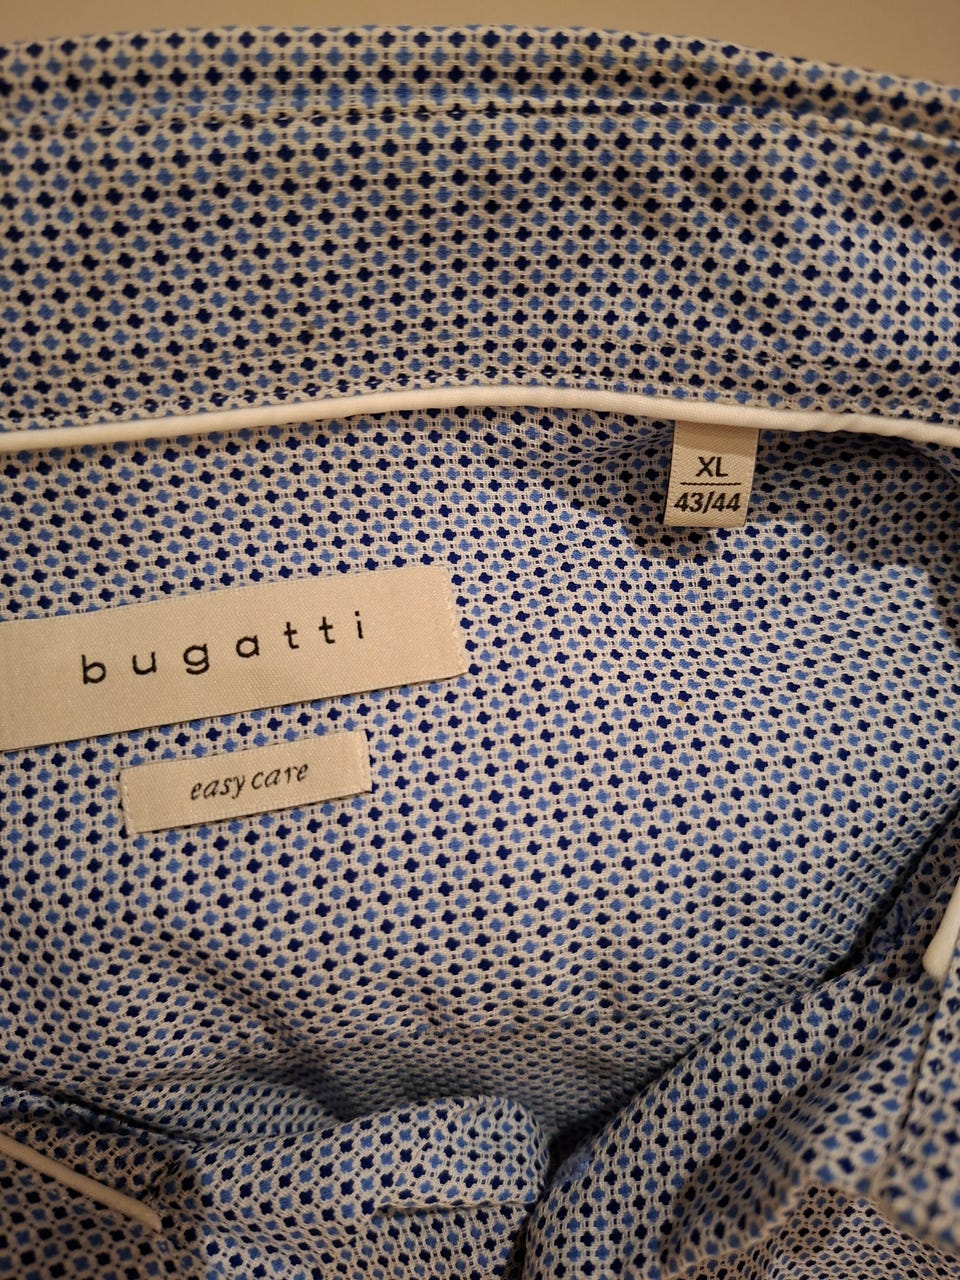 XL
43/44
bugatti
easy care